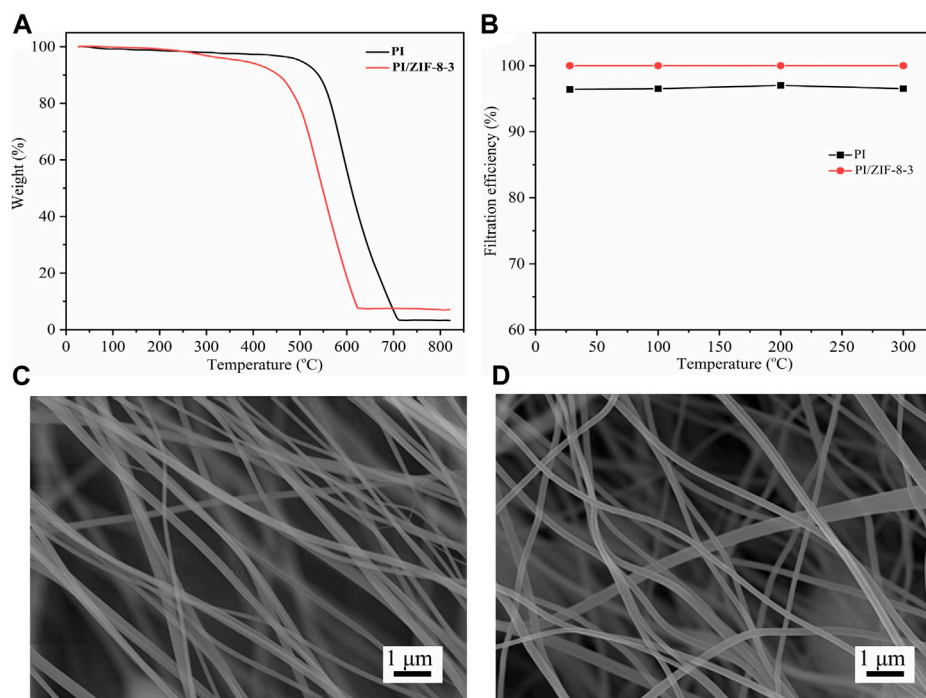 A
100
80
60
40
20
0
Weight (%)
PI
PI/ZIF-8-3
0 100 200 300 400 500 600 700 800
Temperature (°C)
B
100
90
80
70
60
Filtration efficiency (%)
PI
PI/ZIF-8-3
50 100 150 200 250 300
Temperature (°C)
C
1 μm
D
1 μm